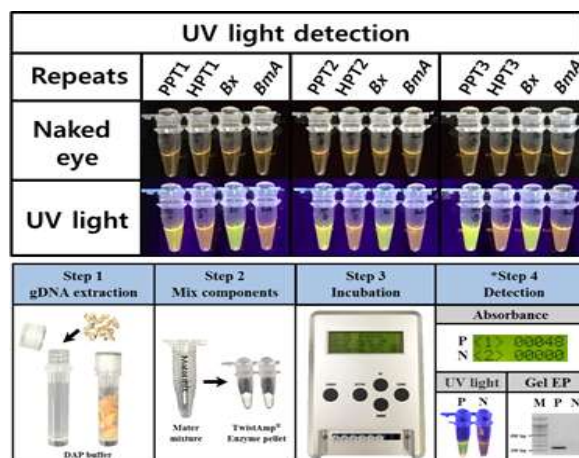 UV light detection
Repeats PPT1 HPT1 Bx BmA PPT2 HPT2 Bx BmA PPT3 HPT3 Bx BmA
Naked
eye
UV light
Step 1
gDNA extraction
Step 2
Mix components
Step 3
Incubation
*Step 4
Detection
Absorbance
P <1> 00048
N <2> 00000
UV light
P N
Gel EP
M P N
DAP buffer
Mater
mixture
TwistAmp®
Enzyme pellet